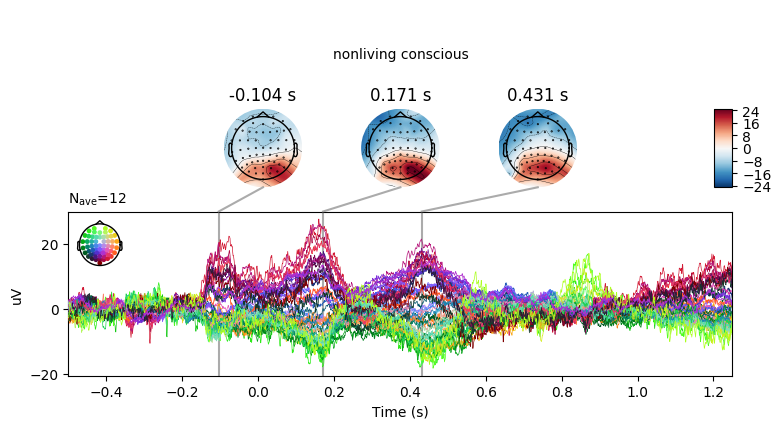 nonliving conscious
-0.104 s 0.171 s 0.431 s
24
16
8
0
−8
−16
−24
Nave=12
20
0
−20
uV
−0.4 −0.2 0.0 0.2 0.4 0.6 0.8 1.0 1.2
Time (s)